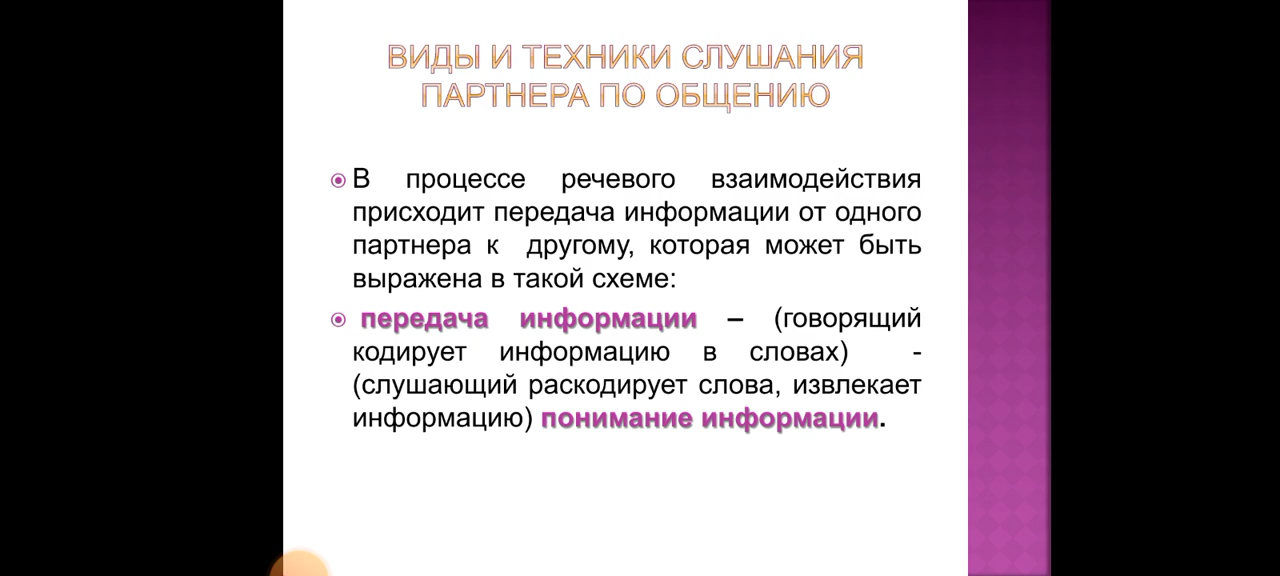 ВИДЫ И ТЕХНИКИ СЛУШАНИЯ
ПАРТНЕРА ПО ОБЩЕНИЮ
В процессе речевого взаимодействия
присходит передача информации от одного
партнера к другому, которая может быть
выражена в такой схеме:
передача информации – (говорящий
кодирует информацию в словах) -
(слушающий раскодирует слова, извлекает
информацию) понимание информации.